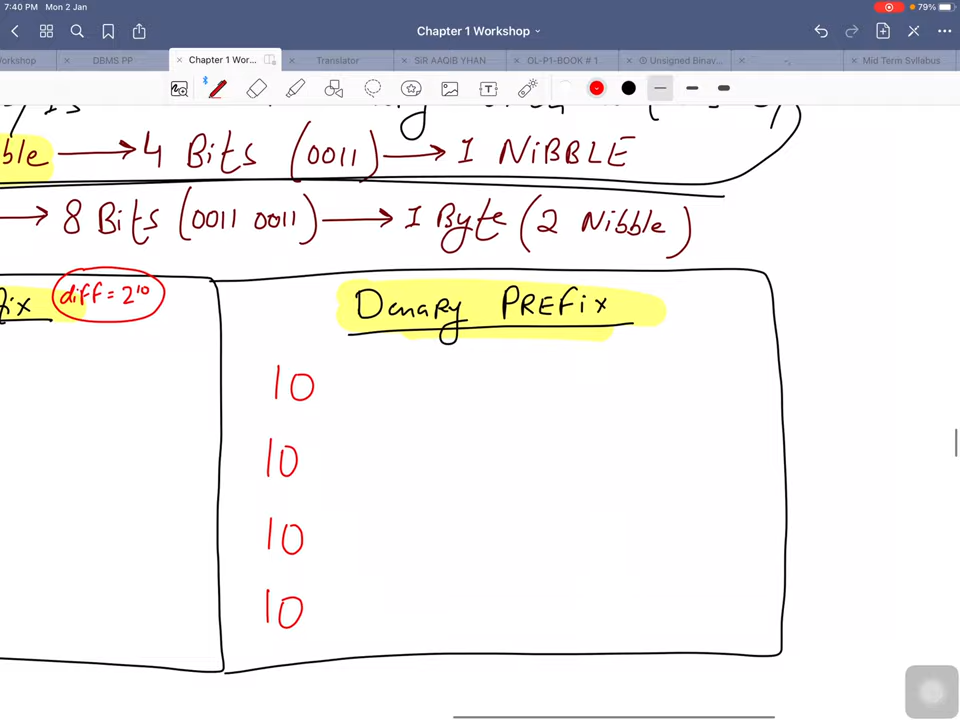 7:40 PM Mon 2 Jan
79%
Chapter 1 Workshop
orkshop
DBMS PP
Chapter 1 Wor...
Translator
SIR AAQIB YHAN
OL-P1-BOOK # 1
Unsigned Binav...
Mid Term Syllabus
ble → 4 Bits (0011) → 1 NIBBLE
→ 8 Bits (0011 0011) → 1 Byte (2 Nibble)
fix diff = 2¹⁰
Denary PREFix
10
10
10
10